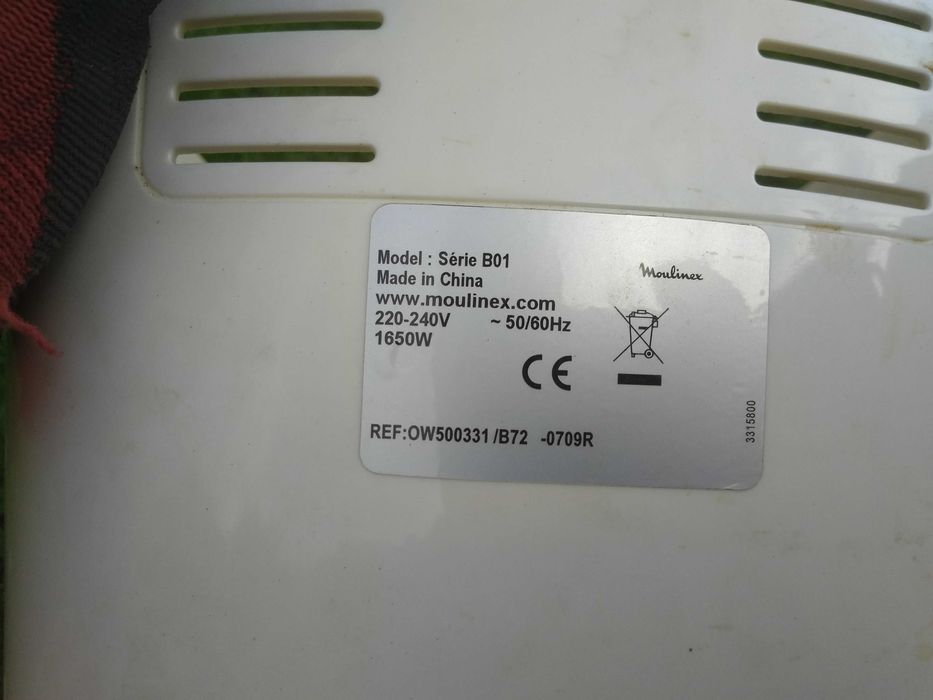 Model : Série B01
Made in China
www.moulinex.com
220-240V ~ 50/60Hz
1650W
Moulinex
CE
REF:OW500331/B72 -0709R
3315800